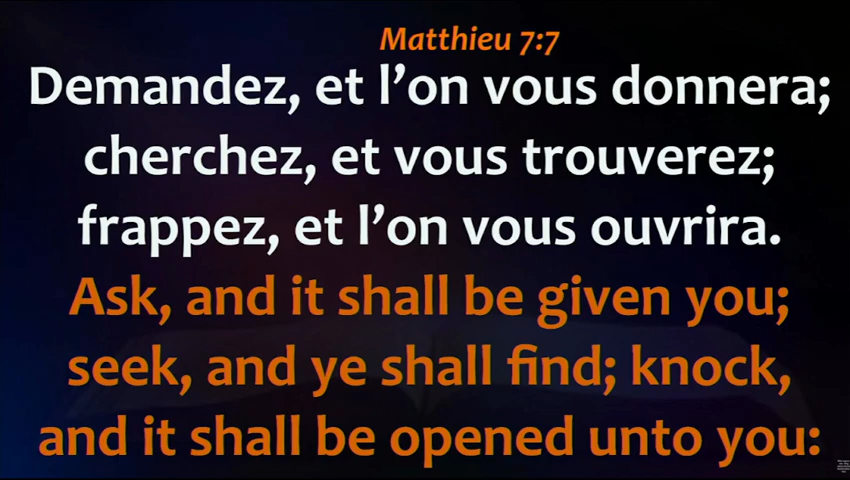 Matthieu 7:7
Demandez, et l’on vous donnera;
cherchez, et vous trouverez;
frappez, et l’on vous ouvrira.
Ask, and it shall be given you;
seek, and ye shall find; knock,
and it shall be opened unto you: